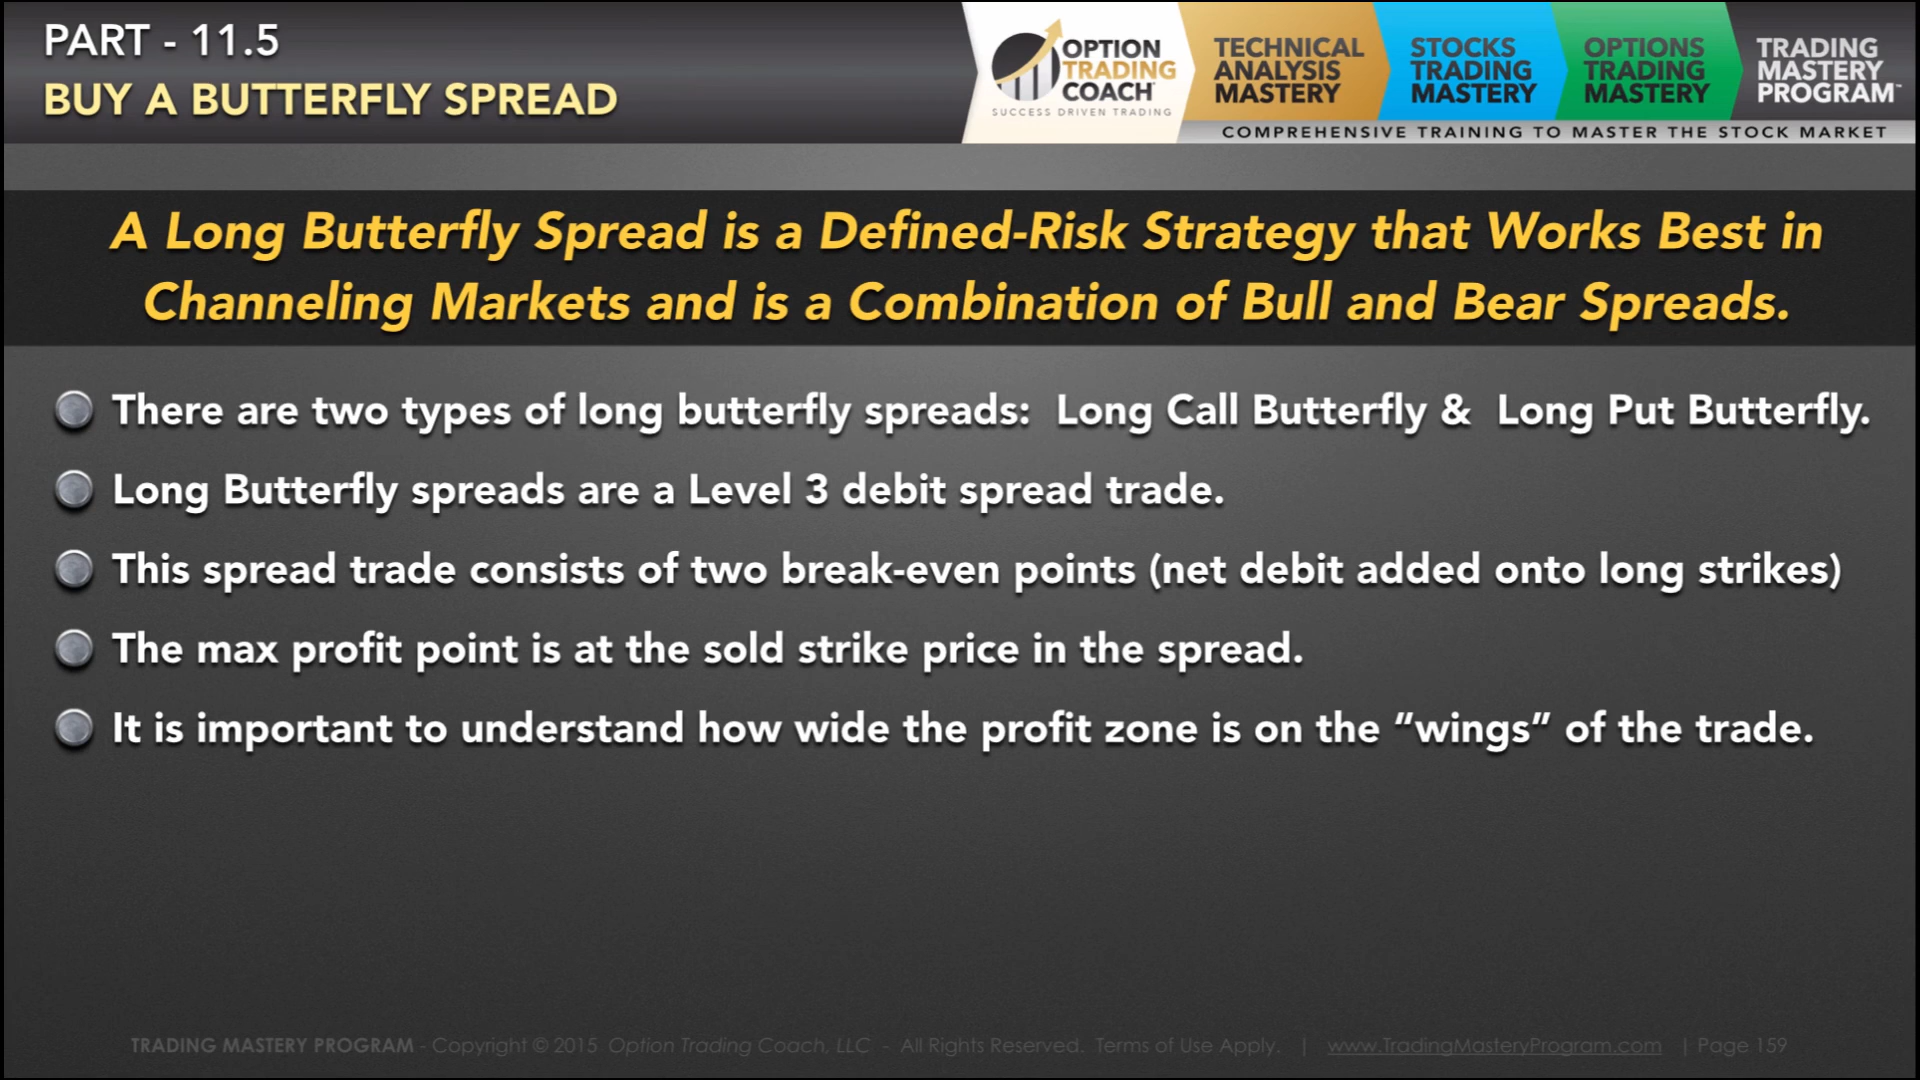 PART - 11.5
BUY A BUTTERFLY SPREAD
OPTION
TRADING
COACH
SUCCESS DRIVEN TRADING
TECHNICAL
ANALYSIS
MASTERY
STOCKS
TRADING
MASTERY
OPTIONS
TRADING
MASTERY
TRADING
MASTERY
PROGRAM™
COMPREHENSIVE TRAINING TO MASTER THE STOCK MARKET
A Long Butterfly Spread is a Defined-Risk Strategy that Works Best in
Channeling Markets and is a Combination of Bull and Bear Spreads.
There are two types of long butterfly spreads:  Long Call Butterfly &  Long Put Butterfly.
Long Butterfly spreads are a Level 3 debit spread trade.
This spread trade consists of two break-even points (net debit added onto long strikes)
The max profit point is at the sold strike price in the spread.
It is important to understand how wide the profit zone is on the “wings” of the trade.
TRADING MASTERY PROGRAM - Copyright © 2015 Option Trading Coach, LLC - All Rights Reserved. Terms of Use Apply. | www.TradingMasteryProgram.com | Page 159